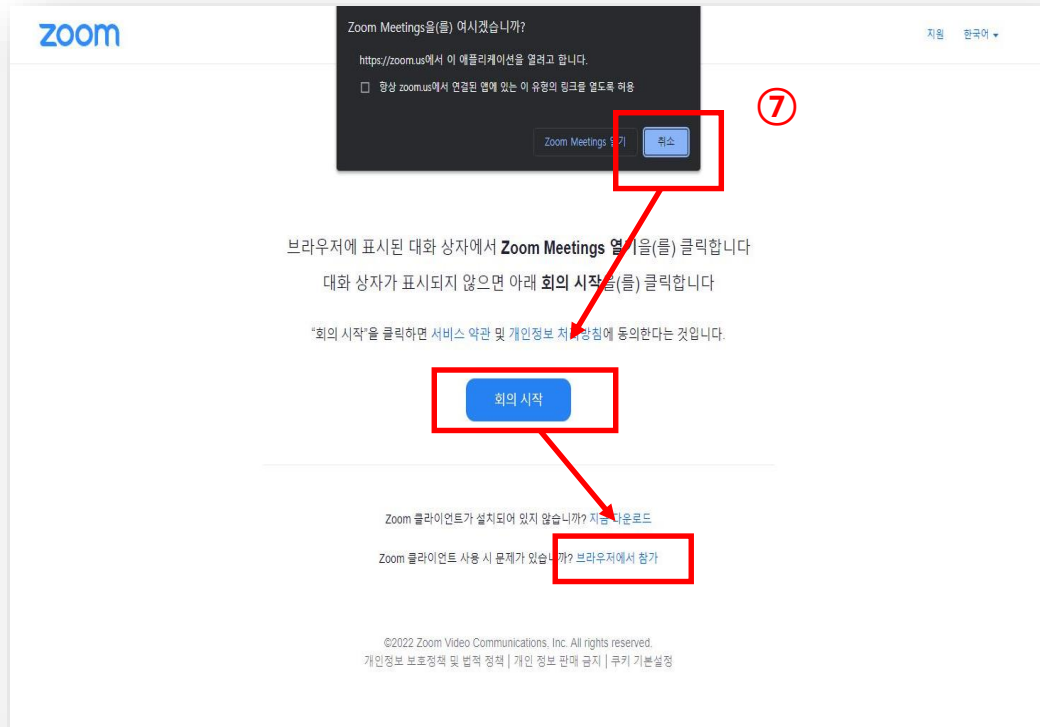 zoom
지원 한국어
Zoom Meetings을(를) 여시겠습니까?
https://zoom.us에서 이 애플리케이션을 열려고 합니다.
항상 zoom.us에서 연결된 앱에 있는 이 유형의 링크를 열도록 허용
⑦
Zoom Meetings 열기 취소
브라우저에 표시된 대화 상자에서 Zoom Meetings 열기을(를) 클릭합니다
대화 상자가 표시되지 않으면 아래 회의 시작을(를) 클릭합니다
“회의 시작”을 클릭하면 서비스 약관 및 개인정보 처리방침에 동의한다는 것입니다.
회의 시작
Zoom 클라이언트가 설치되어 있지 않습니까? 지금 다운로드
Zoom 클라이언트 사용 시 문제가 있습니까? 브라우저에서 참가
©2022 Zoom Video Communications, Inc. All rights reserved.
개인정보 보호정책 및 법적 정책 | 개인 정보 판매 금지 | 쿠키 기본설정